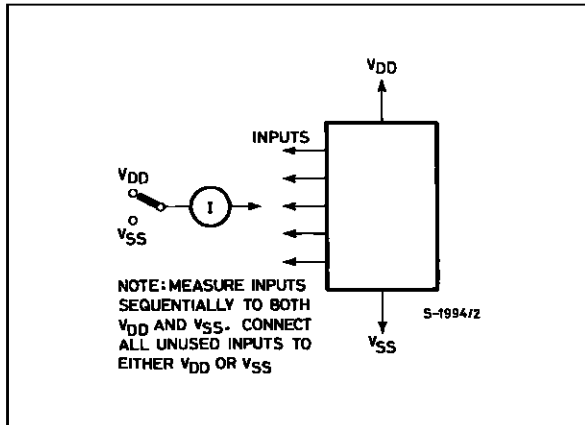 VDD
INPUTS
VDD
I
VSS
NOTE: MEASURE INPUTS
SEQUENTIALLY TO BOTH
VDD AND VSS. CONNECT
ALL UNUSED INPUTS TO
EITHER VDD OR VSS
S-1994/2
VSS